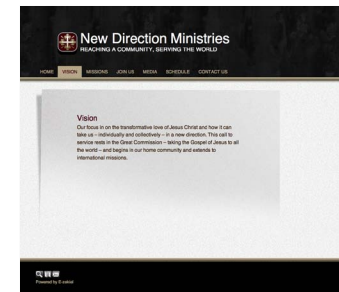 New Direction Ministries
REACHING A COMMUNITY, SERVING THE WORLD
HOME VISION MISSIONS JOIN US MEDIA SCHEDULE CONTACT US
Vision
Our focus in on the transformative love of Jesus Christ and how it can
take us – individually and collectively – in a new direction. This call to
service rests in the Great Commission – taking the Gospel of Jesus to all
the world – and begins in our home community and extends to
international missions.
Powered by